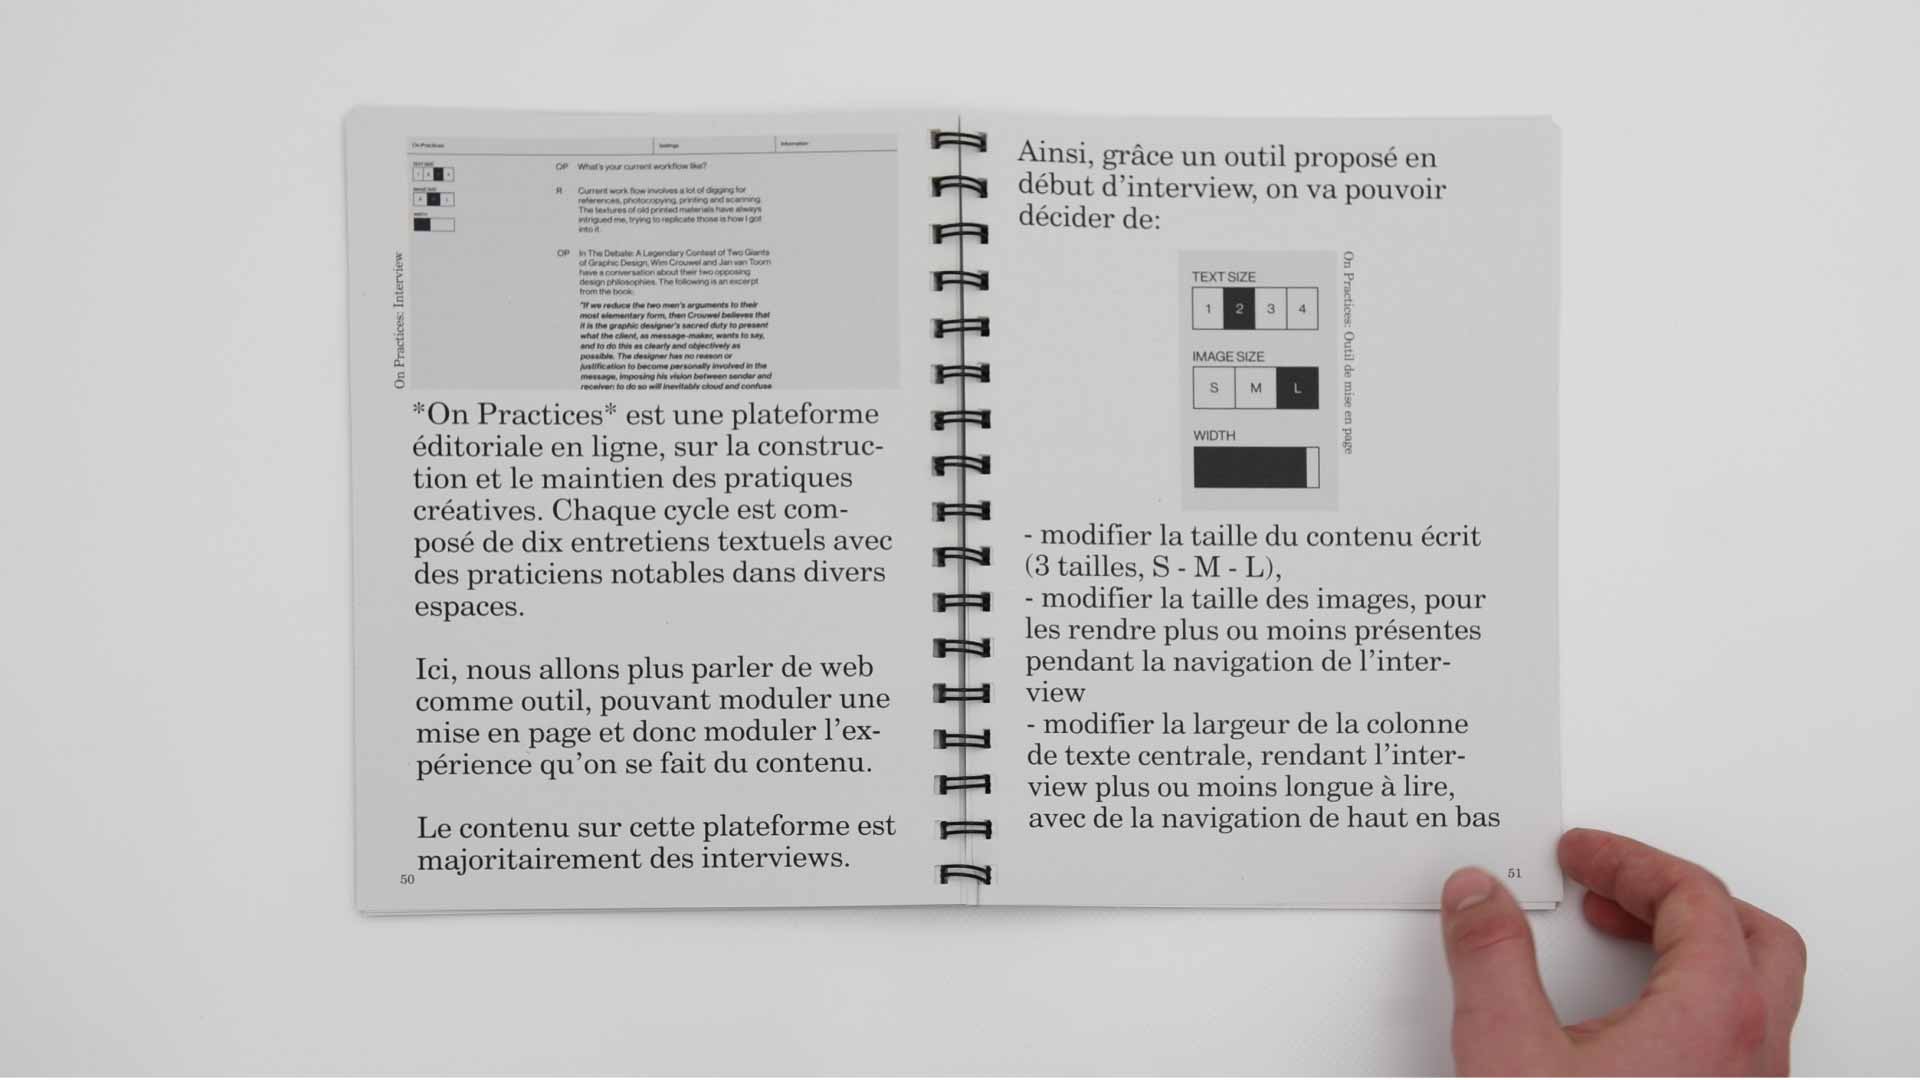 On Practices
Settings
Information
TEXT SIZE
IMAGE SIZE
WIDTH
OP What's your current workflow like?
R Current work flow involves a lot of digging for
references, photocopying, printing and scanning.
The textures of old printed materials have always
intrigued me, trying to replicate those is how I got
into it.
OP In The Debate: A Legendary Contest of Two Giants
of Graphic Design, Wim Crouwel and Jan van Toorn
have a conversation about their two opposing
design philosophies. The following is an excerpt
from the book:
"If we reduce the two men's arguments to their
most elementary form, then Crouwel believes that
it is the graphic designer's sacred duty to present
what the client, as message-maker, wants to say,
and to do this as clearly and objectively as
possible. The designer has no reason or
justification to become personally involved in the
message, imposing his vision between sender and
receiver: to do so will inevitably cloud and confuse
On Practices: Interview
*On Practices* est une plateforme
éditoriale en ligne, sur la construc-
tion et le maintien des pratiques
créatives. Chaque cycle est com-
posé de dix entretiens textuels avec
des praticiens notables dans divers
espaces.
Ici, nous allons plus parler de web
comme outil, pouvant moduler une
mise en page et donc moduler l'ex-
périence qu'on se fait du contenu.
Le contenu sur cette plateforme est
majoritairement des interviews.
50
Ainsi, grâce un outil proposé en
début d'interview, on va pouvoir
décider de:
TEXT SIZE
1 2 3 4
IMAGE SIZE
S M L
WIDTH
On Practices: Outil de mise en page
- modifier la taille du contenu écrit
(3 tailles, S - M - L),
- modifier la taille des images, pour
les rendre plus ou moins présentes
pendant la navigation de l'inter-
view
- modifier la largeur de la colonne
de texte centrale, rendant l'inter-
view plus ou moins longue à lire,
avec de la navigation de haut en bas
51